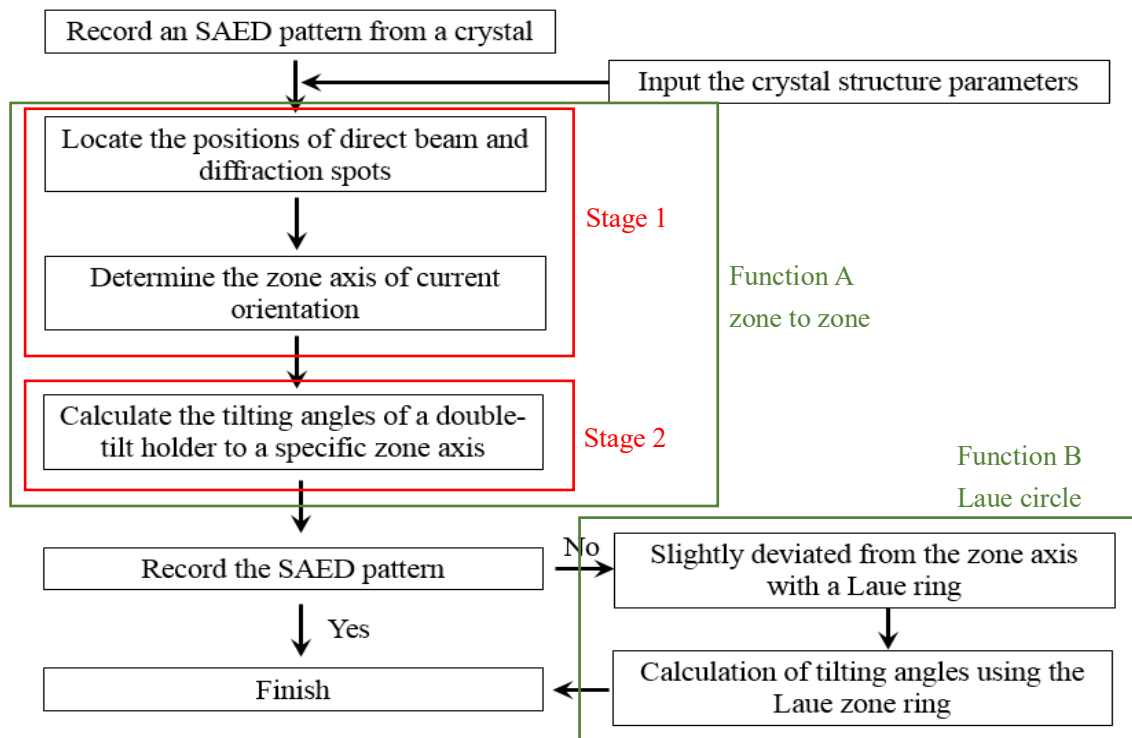 Record an SAED pattern from a crystal
Input the crystal structure parameters
Locate the positions of direct beam and
diffraction spots
Stage 1
Determine the zone axis of current
orientation
Function A
zone to zone
Calculate the tilting angles of a double-
tilt holder to a specific zone axis
Stage 2
Function B
Laue circle
Record the SAED pattern
No
Slightly deviated from the zone axis
with a Laue ring
Yes
Finish
Calculation of tilting angles using the
Laue zone ring